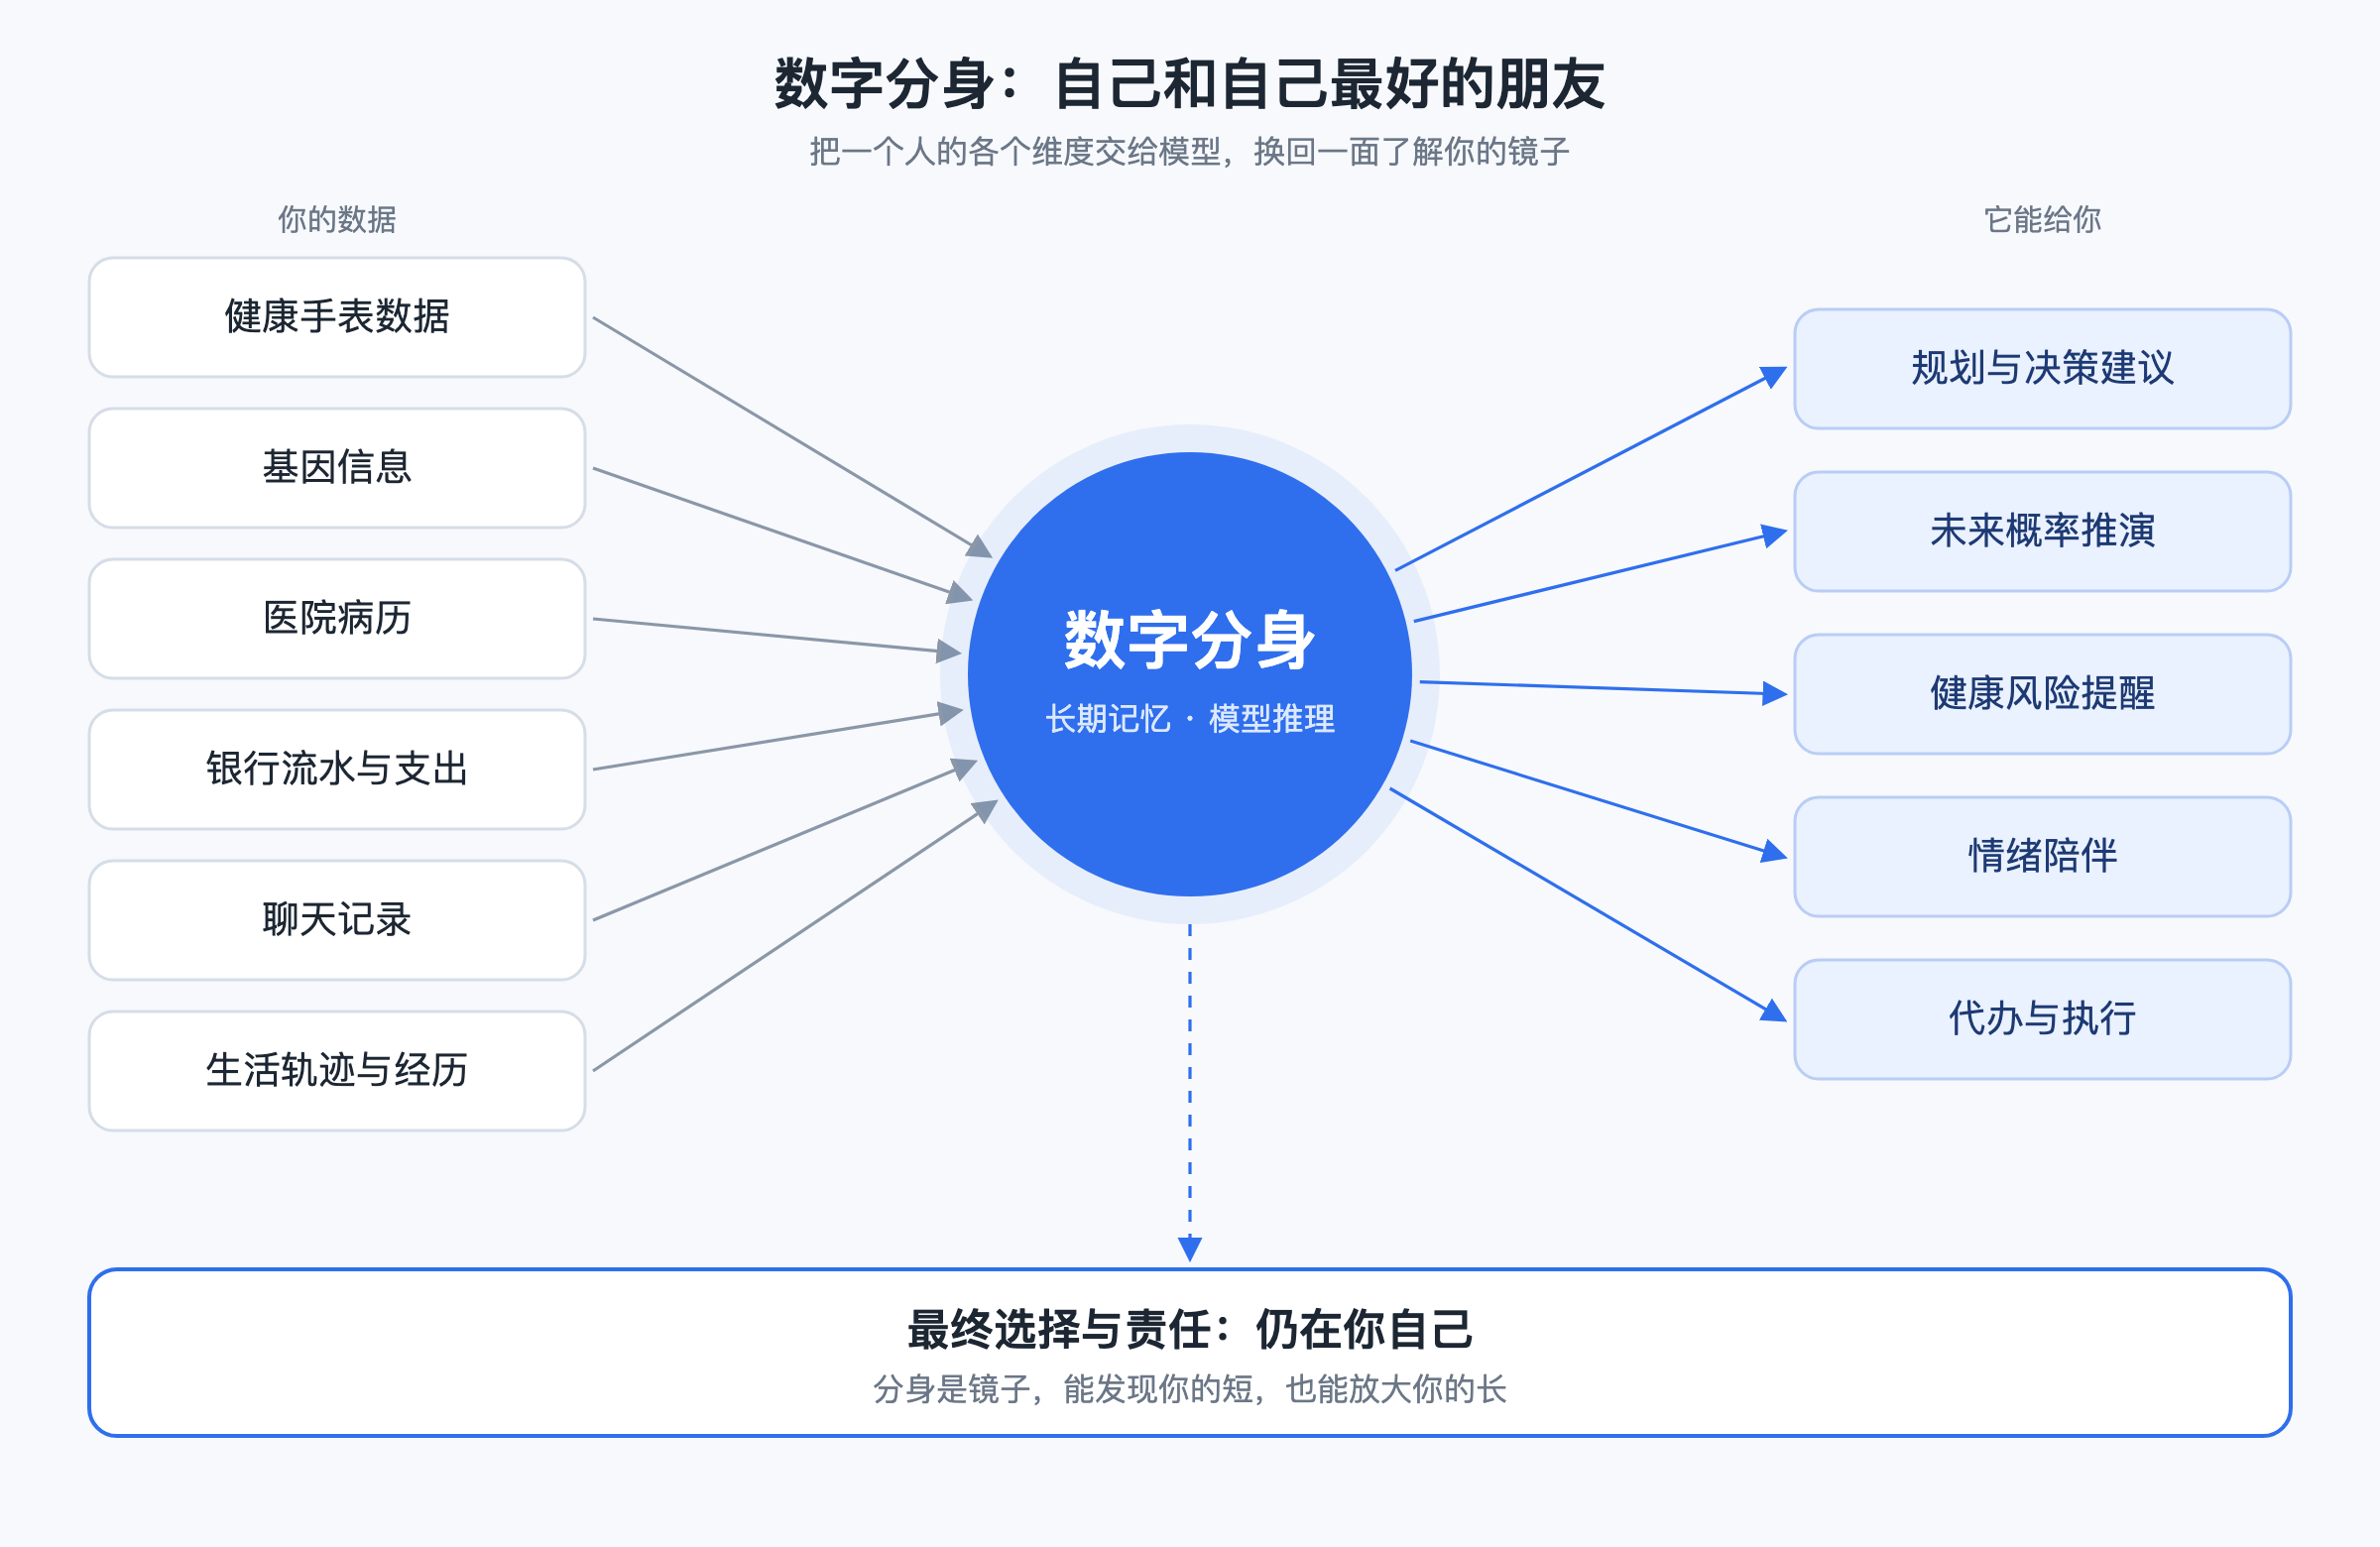 数字分身：自己和自己最好的朋友
把一个人的各个维度交给模型，换回一面了解你的镜子
你的数据
健康手表数据
基因信息
医院病历
银行流水与支出
聊天记录
生活轨迹与经历
数字分身
长期记忆 · 模型推理
它能给你
规划与决策建议
未来概率推演
健康风险提醒
情绪陪伴
代办与执行
最终选择与责任：仍在你自己
分身是镜子，能发现你的短，也能放大你的长